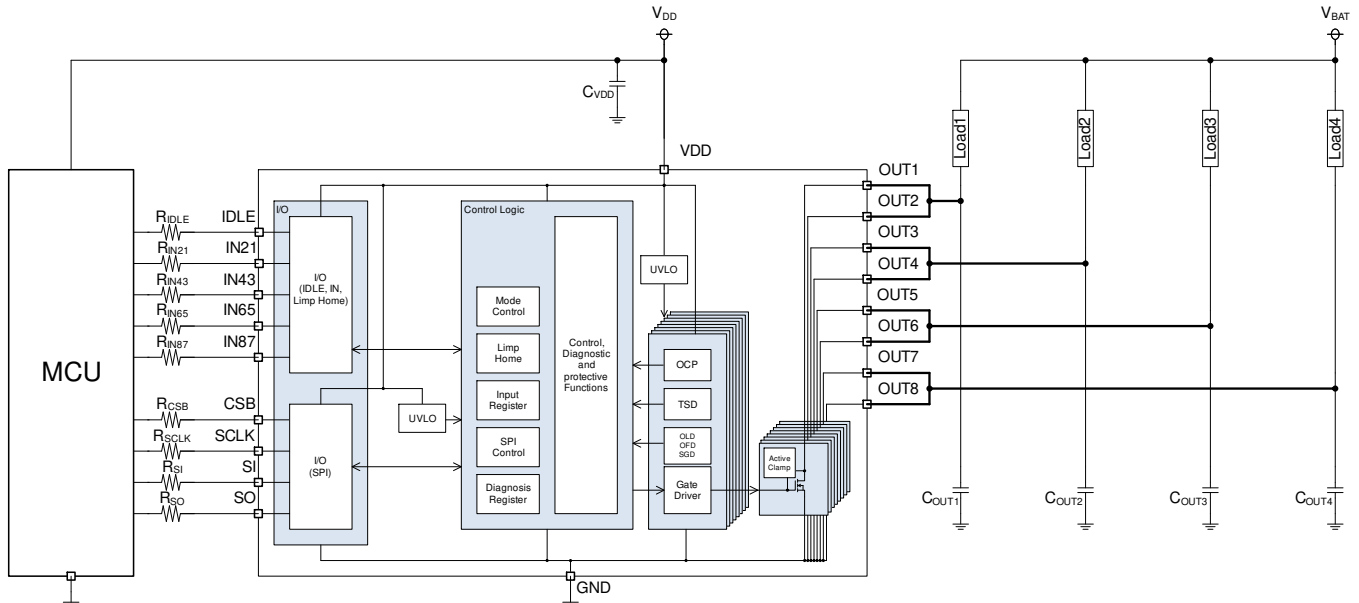 VDD
VBAT
CVDD
Load1
Load2
Load3
Load4
VDD
MCU
RIDLE
IDLE
RIN21
IN21
RIN43
IN43
RIN65
IN65
RIN87
IN87
RCSB
CSB
RSCLK
SCLK
RSI
SI
RSO
SO
I/O
I/O
(IDLE, IN,
Limp Home)
I/O
(SPI)
UVLO
Control Logic
Mode
Control
Limp
Home
Input
Register
SPI
Control
Diagnosis
Register
Control,
Diagnostic
and
protective
Functions
UVLO
OCP
TSD
OLD
OFD
SGD
Gate
Driver
Active
Clamp
OUT1
OUT2
OUT3
OUT4
OUT5
OUT6
OUT7
OUT8
COUT1
COUT2
COUT3
COUT4
GND